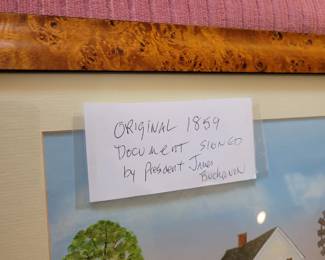 ORIGINAL 1859
DOCUMENT SIGNED
by President James
Buchanan